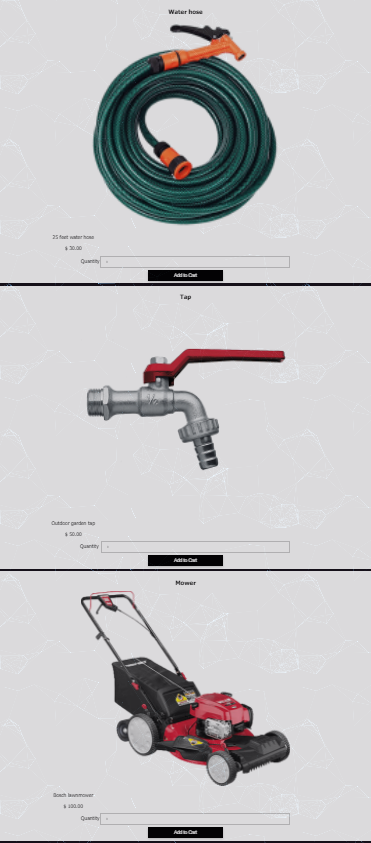 Water hose
25 feet water hose
$ 30.00
Quantity
Add to Cart
Tap
Outdoor garden tap
$ 50.00
Quantity
Add to Cart
Mower
Bosch lawnmower
$ 100.00
Quantity
Add to Cart